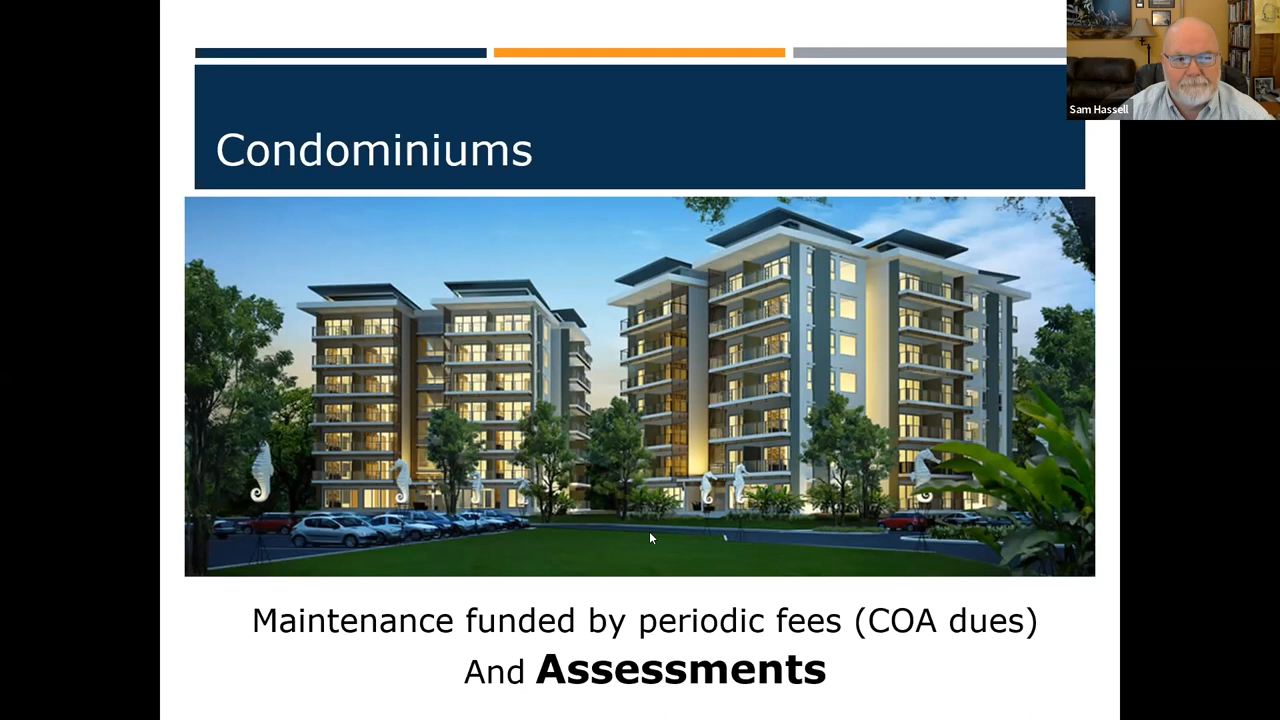 Sam Hassell
Condominiums
Maintenance funded by periodic fees (COA dues)
And Assessments